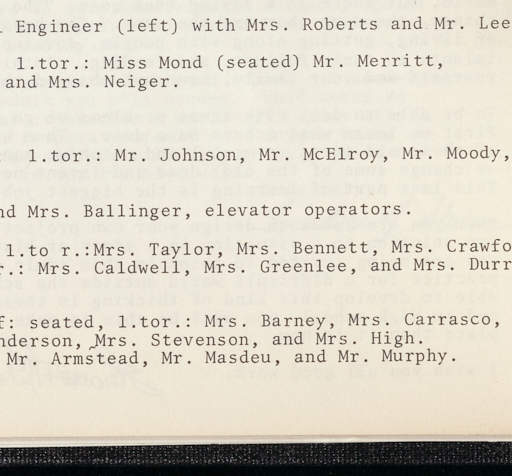 Engineer (left) with Mrs. Roberts and Mr. Lee
l.tor.: Miss Mond (seated) Mr. Merritt,
and Mrs. Neiger.
l.tor.: Mr. Johnson, Mr. McElroy, Mr. Moody,
nd Mrs. Ballinger, elevator operators.
l.to r.:Mrs. Taylor, Mrs. Bennett, Mrs. Crawfo
r.: Mrs. Caldwell, Mrs. Greenlee, and Mrs. Durr
f: seated, l.tor.: Mrs. Barney, Mrs. Carrasco,
nderson, Mrs. Stevenson, and Mrs. High.
Mr. Armstead, Mr. Masdeu, and Mr. Murphy.